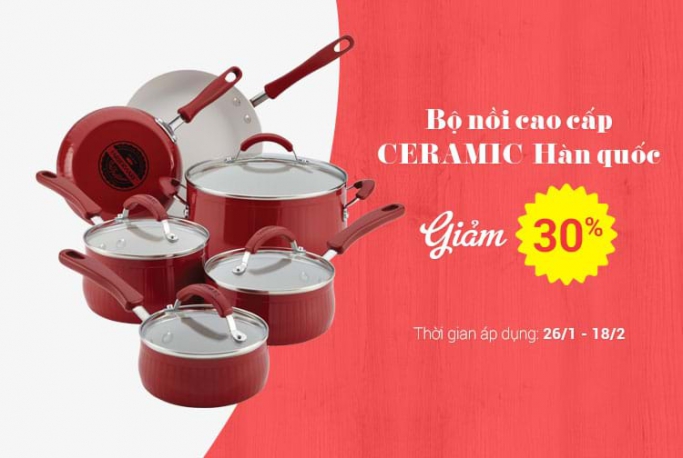 Bộ nồi cao cấp
CERAMIC Hàn quốc
Giảm 30%
Thời gian áp dụng: 26/1 - 18/2